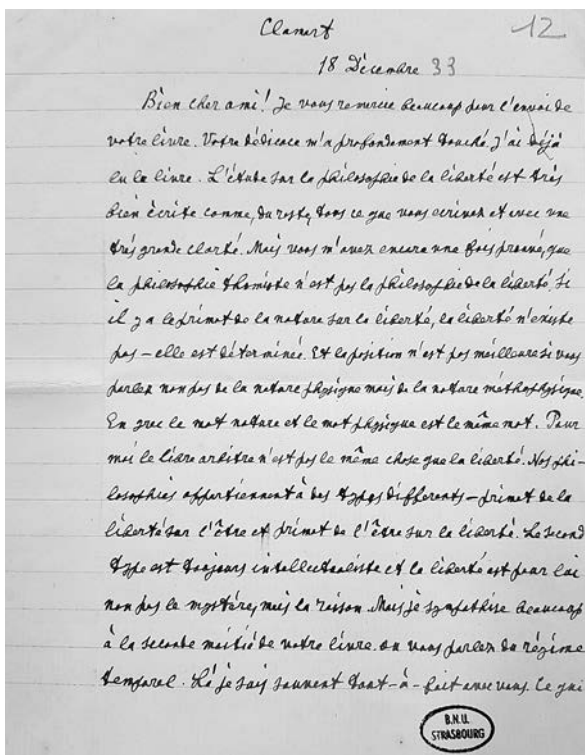 Clamart
12
18 Décembre 33
Bien cher ami! Je vous remercie beaucoup pour l'envoi de
votre livre. Votre dédicace m'a profondement touché. J'ai déjà
lu le livre. L'étude sur la philosophie de la liberté est très
bien écrite comme, du reste, tous ce que vous ecrivez et avec une
très grande clarté. Mais vous m'avez encore une fois prouvé, que
la philosophie thomiste n'est pas la philosophie de la liberté. Si
il y a le primat de la nature sur la liberté, la liberté n'existe
pas – elle est déterminée. Et la position n'est pas meilleure si vous
parlez non pas de la nature physique mais de la nature méthaphysique.
En grec le mot nature et le mot physique est le même mot. Pour
moi le libre arbitre n'est pas le même chose que la liberté. Nos phi-
losophies appartiennent à des types differents – primat de la
liberté sur l'être et primat de l'être sur la liberté. Le second
type est toujours intellectualiste et la liberté est pour lui
non pas le mystère, mais la raison. Mais je sympathise beaucoup
à la seconde moitié de votre livre. ou vous parlez du régime
temporel. Là je suis souvent tout-à-fait avec vous. Ce qui
B.N.U.
STRASBOURG